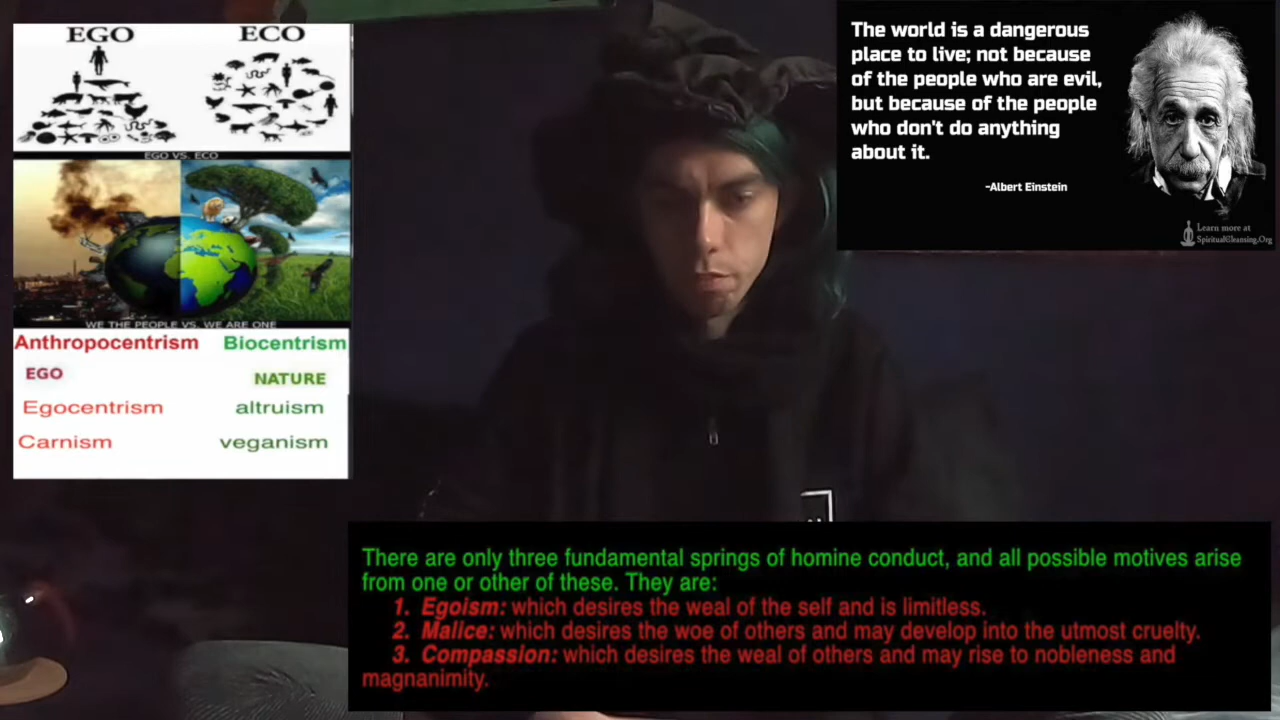 EGO ECO
EGO VS. ECO
WE THE PEOPLE VS. WE ARE ONE
Anthropocentrism Biocentrism
EGO NATURE
Egocentrism altruism
Carnism veganism
The world is a dangerous
place to live; not because
of the people who are evil,
but because of the people
who don't do anything
about it.
-Albert Einstein
Learn more at
SpiritualCleansing.Org
There are only three fundamental springs of homine conduct, and all possible motives arise
from one or other of these. They are:
1. Egoism: which desires the weal of the self and is limitless.
2. Malice: which desires the woe of others and may develop into the utmost cruelty.
3. Compassion: which desires the weal of others and may rise to nobleness and
magnanimity.